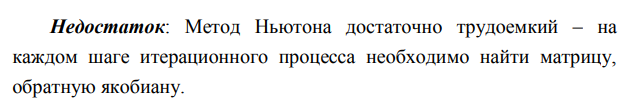 Недостаток: Метод Ньютона достаточно трудоемкий – на
каждом шаге итерационного процесса необходимо найти матрицу,
обратную якобиану.